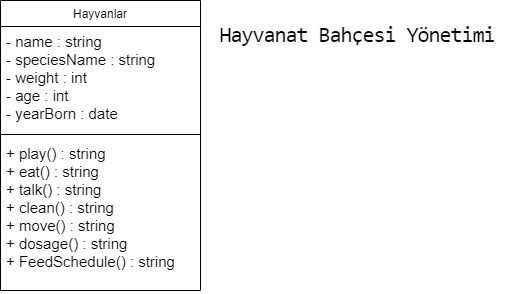 Hayvanlar
Hayvanat Bahçesi Yönetimi
- name : string
- speciesName : string
- weight : int
- age : int
- yearBorn : date
+ play() : string
+ eat() : string
+ talk() : string
+ clean() : string
+ move() : string
+ dosage() : string
+ FeedSchedule() : string